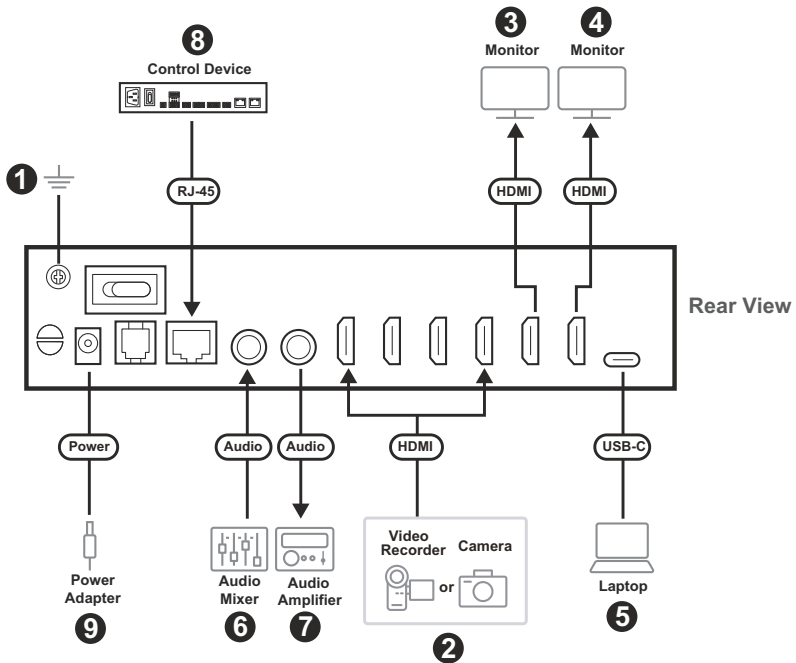 8
Control Device
3
Monitor
4
Monitor
1
RJ-45
HDMI
HDMI
Rear View
Power
Audio
Audio
HDMI
USB-C
Power
Adapter
9
Audio
Mixer
6
Audio
Amplifier
7
Video
Recorder
or
Camera
2
Laptop
5